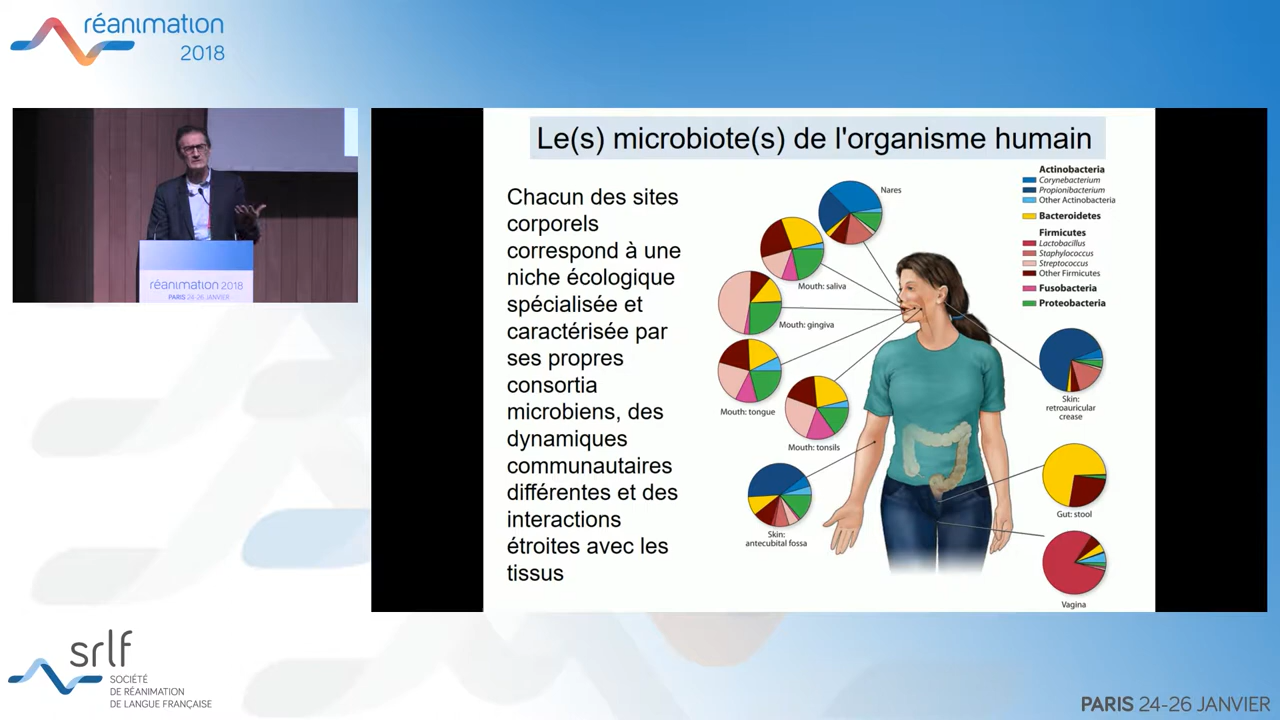 réanimation
2018
réanimation 2018
PARIS 24-26 JANVIER
Le(s) microbiote(s) de l'organisme humain
Chacun des sites
corporels
correspond à une
niche écologique
spécialisée et
caractérisée par
ses propres
consortia
microbiens, des
dynamiques
communautaires
différentes et des
interactions
étroites avec les
tissus
Nares
Mouth: saliva
Mouth: gingiva
Mouth: tongue
Mouth: tonsils
Skin:
antecubital fossa
Actinobacteria
Corynebacterium
Propionibacterium
Other Actinobacteria
Bacteroidetes
Firmicutes
Lactobacillus
Staphylococcus
Streptococcus
Other Firmicutes
Fusobacteria
Proteobacteria
Skin:
retroauricular
crease
Gut: stool
Vagina
srlf
SOCIÉTÉ
DE RÉANIMATION
DE LANGUE FRANÇAISE
PARIS 24-26 JANVIER